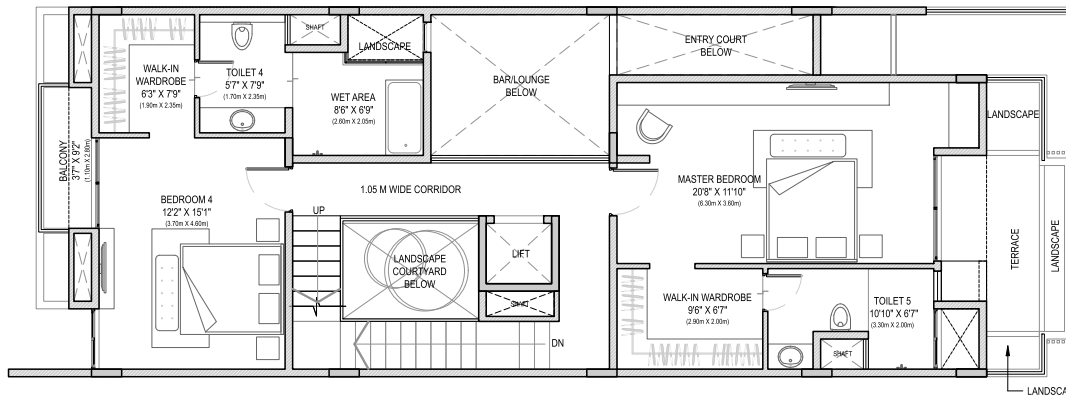 SHAFT
LANDSCAPE
WALK-IN
WARDROBE
6'3" X 7'9"
(1.90m X 2.35m)
TOILET 4
5'7" X 7'9"
(1.70m X 2.35m)
WET AREA
8'6" X 6'9"
(2.60m X 2.05m)
BAR/LOUNGE
BELOW
ENTRY COURT
BELOW
LANDSCAPE
BALCONY
3'7" X 9'2"
(1.10m X 2.80m)
BEDROOM 4
12'2" X 15'1"
(3.70m X 4.60m)
1.05 M WIDE CORRIDOR
MASTER BEDROOM
20'8" X 11'10"
(6.30m X 3.60m)
UP
LANDSCAPE
COURTYARD
BELOW
LIFT
SHAFT
DN
TERRACE
LANDSCAPE
WALK-IN WARDROBE
9'6" X 6'7"
(2.90m X 2.00m)
TOILET 5
10'10" X 6'7"
(3.30m X 2.00m)
SHAFT
LANDSCA